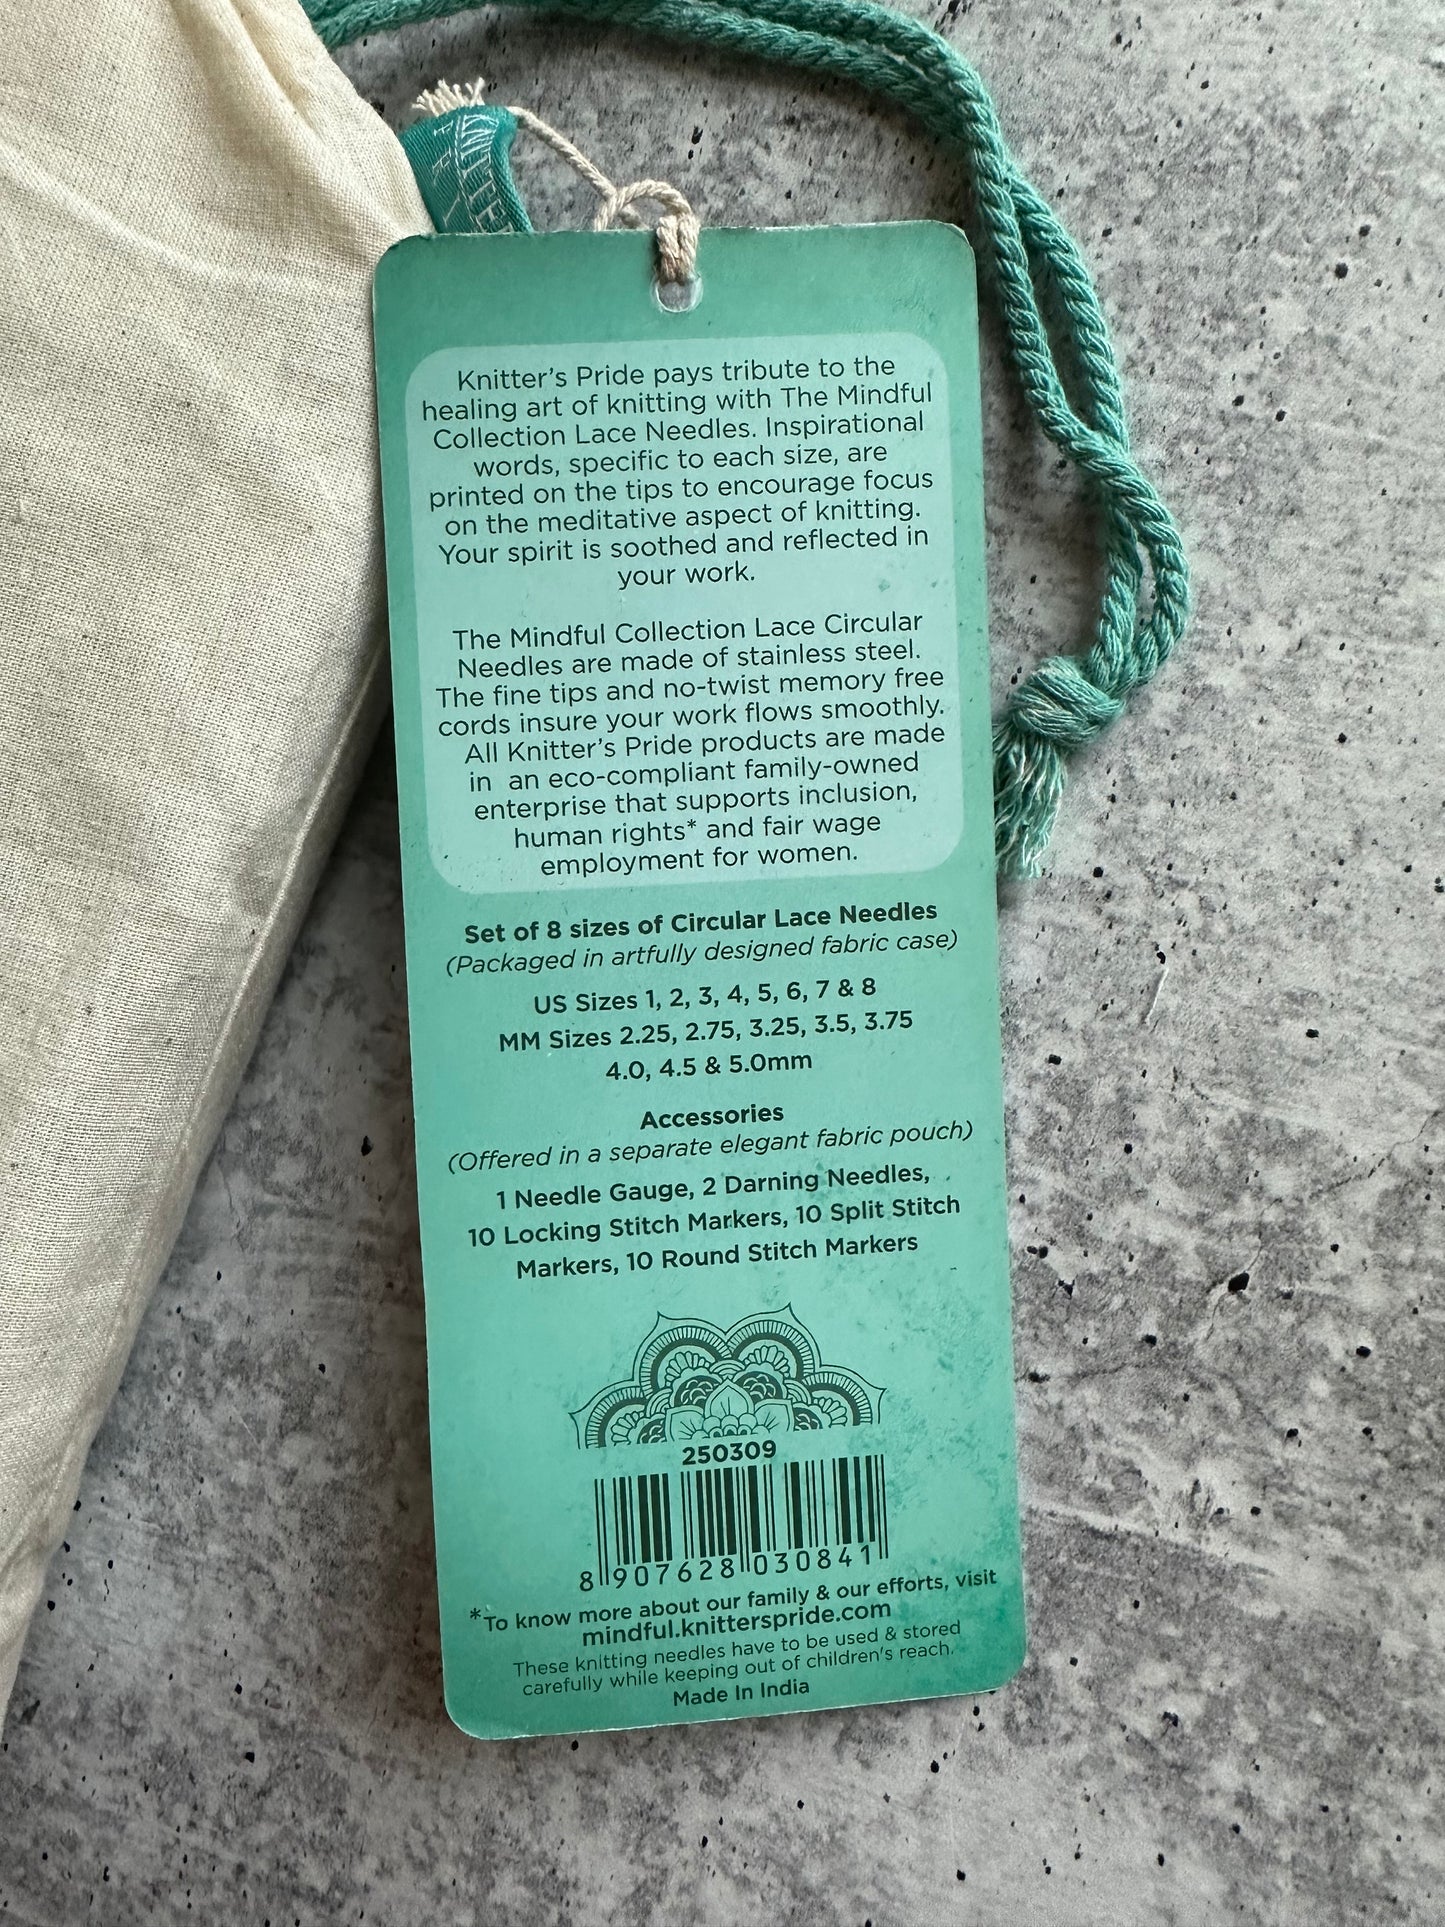 KNITTER'S
Knitter's Pride pays tribute to the
healing art of knitting with The Mindful
Collection Lace Needles. Inspirational
words, specific to each size, are
printed on the tips to encourage focus
on the meditative aspect of knitting.
Your spirit is soothed and reflected in
your work.
The Mindful Collection Lace Circular
Needles are made of stainless steel.
The fine tips and no-twist memory free
cords insure your work flows smoothly.
All Knitter's Pride products are made
in an eco-compliant family-owned
enterprise that supports inclusion,
human rights* and fair wage
employment for women.
Set of 8 sizes of Circular Lace Needles
(Packaged in artfully designed fabric case)
US Sizes 1, 2, 3, 4, 5, 6, 7 & 8
MM Sizes 2.25, 2.75, 3.25, 3.5, 3.75
4.0, 4.5 & 5.0mm
Accessories
(Offered in a separate elegant fabric pouch)
1 Needle Gauge, 2 Darning Needles,
10 Locking Stitch Markers, 10 Split Stitch
Markers, 10 Round Stitch Markers
250309
8 907628 030841
*To know more about our family & our efforts, visit
mindful.knitterspride.com
These knitting needles have to be used & stored
carefully while keeping out of children's reach.
Made In India